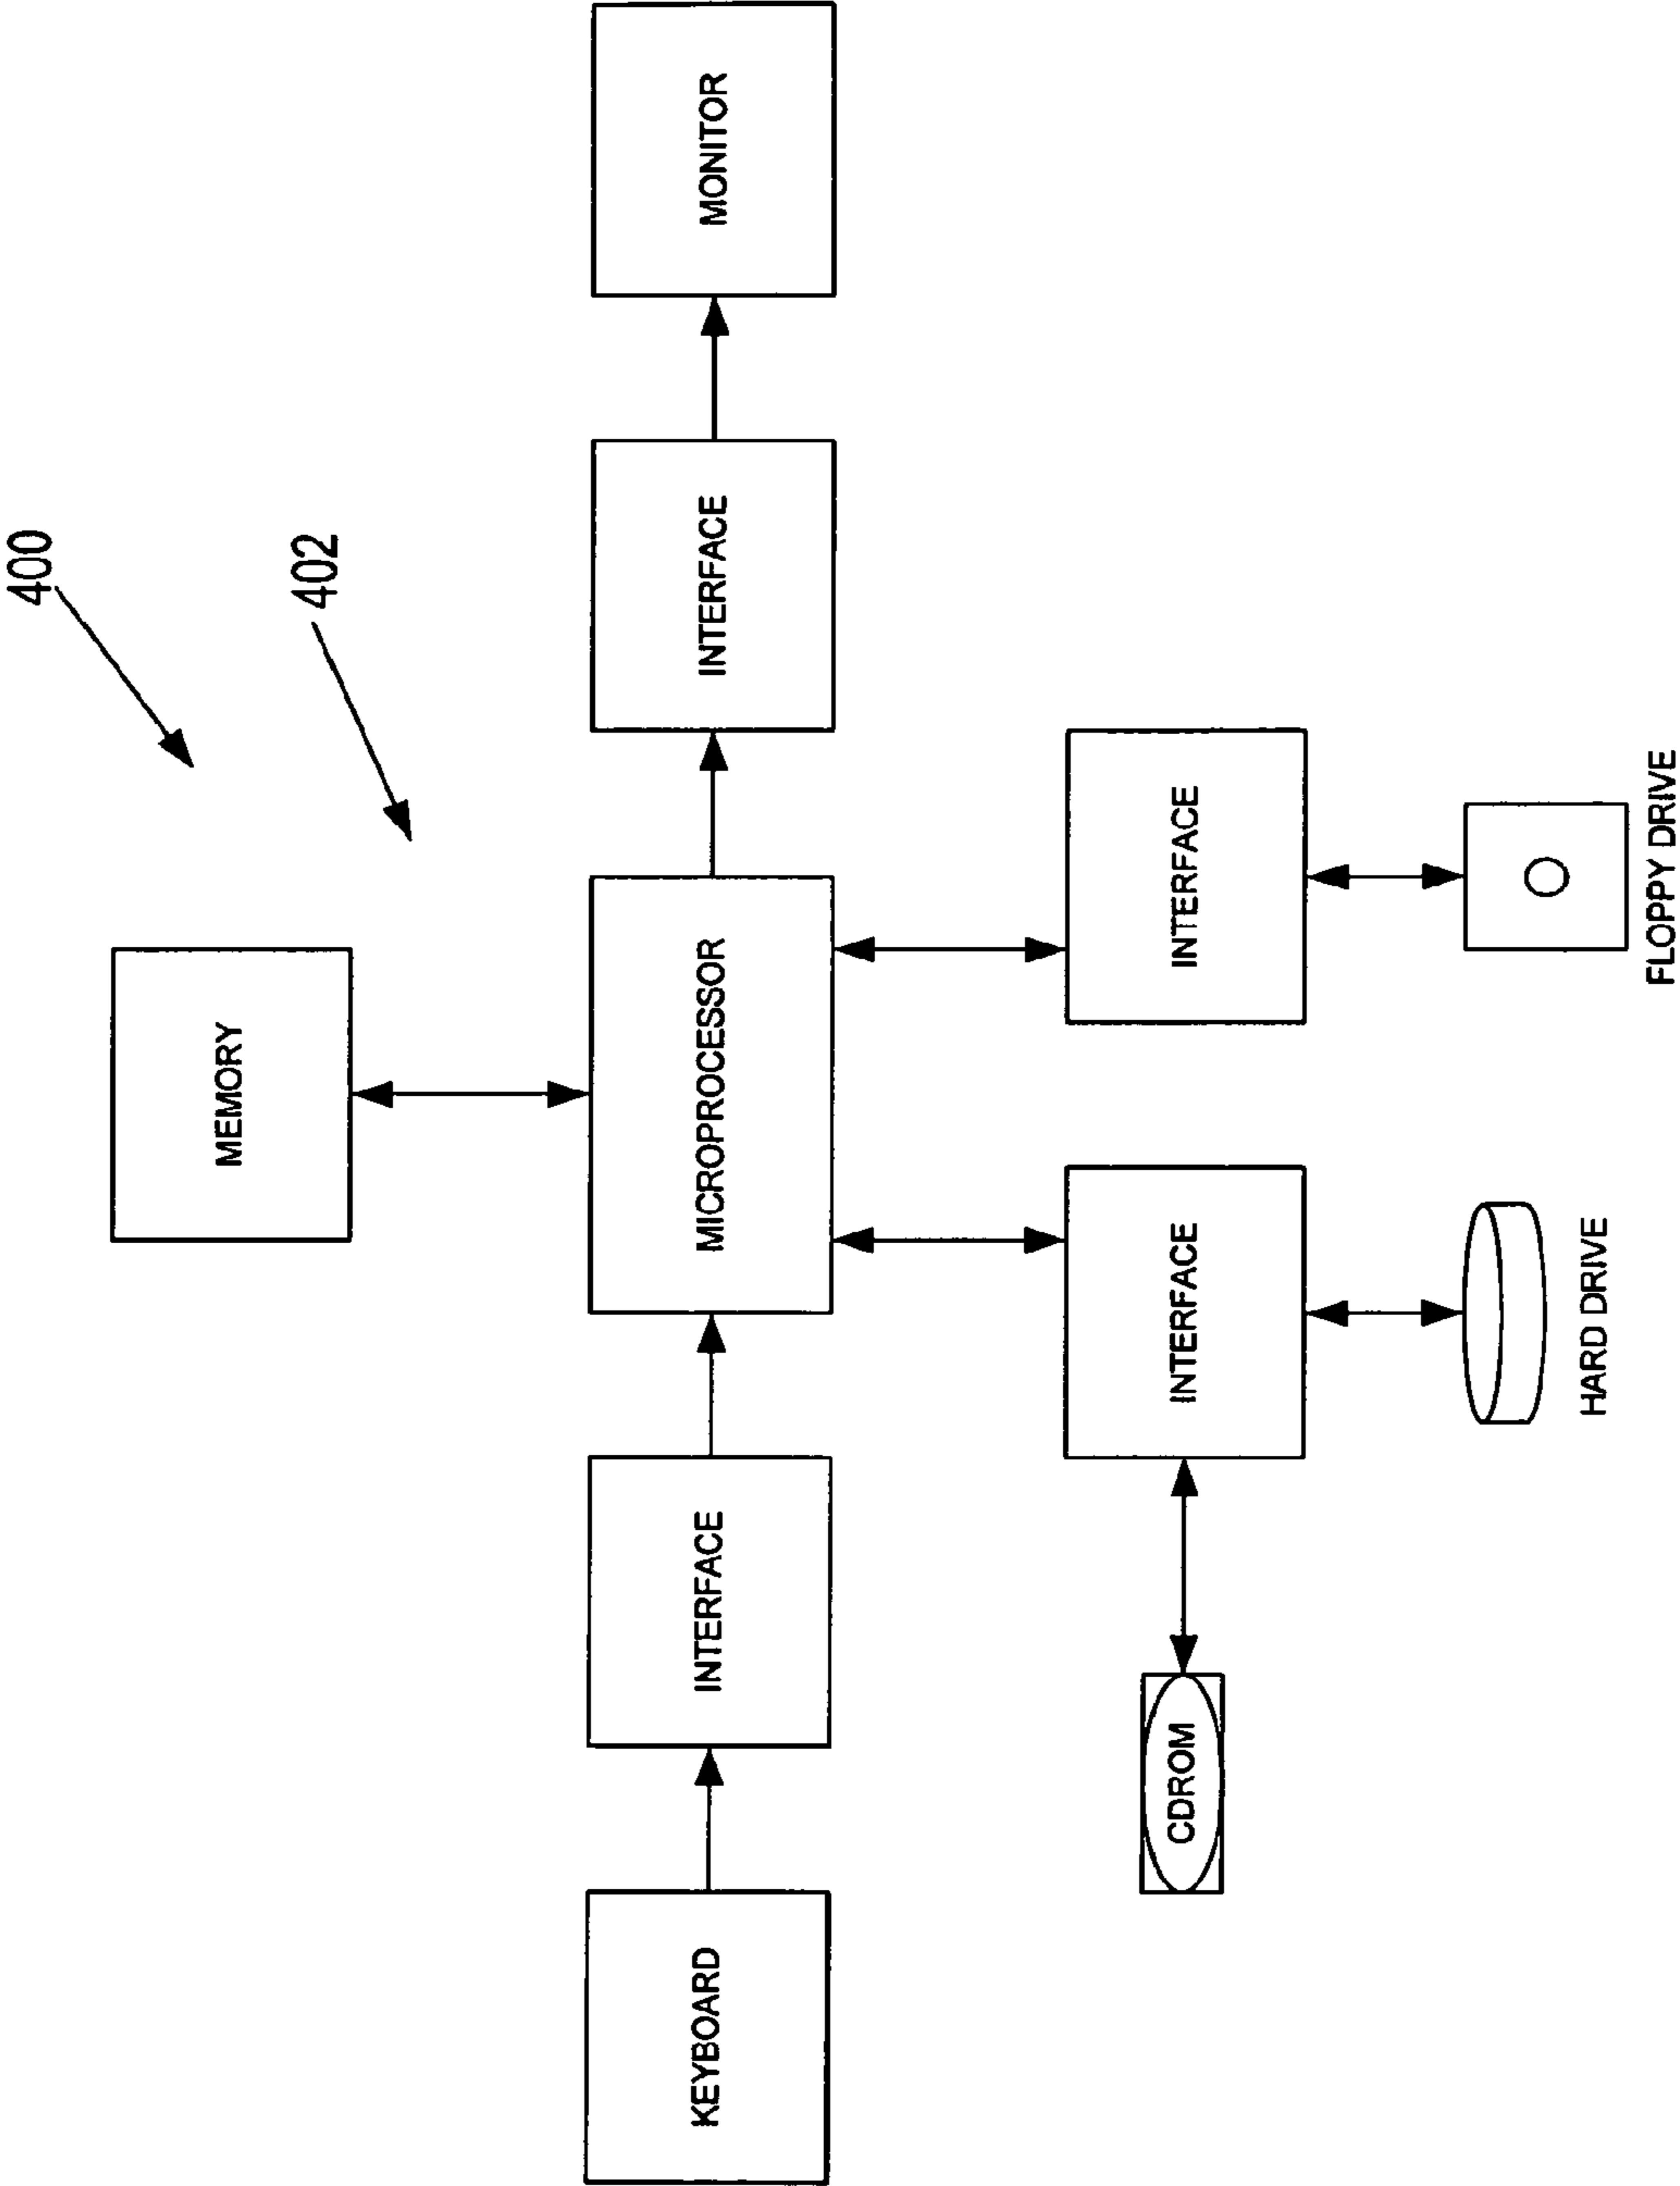 400
MEMORY
402
KEYBOARD
INTERFACE
MICROPROCESSOR
INTERFACE
MONITOR
CDROM
INTERFACE
INTERFACE
HARD DRIVE
FLOPPY DRIVE